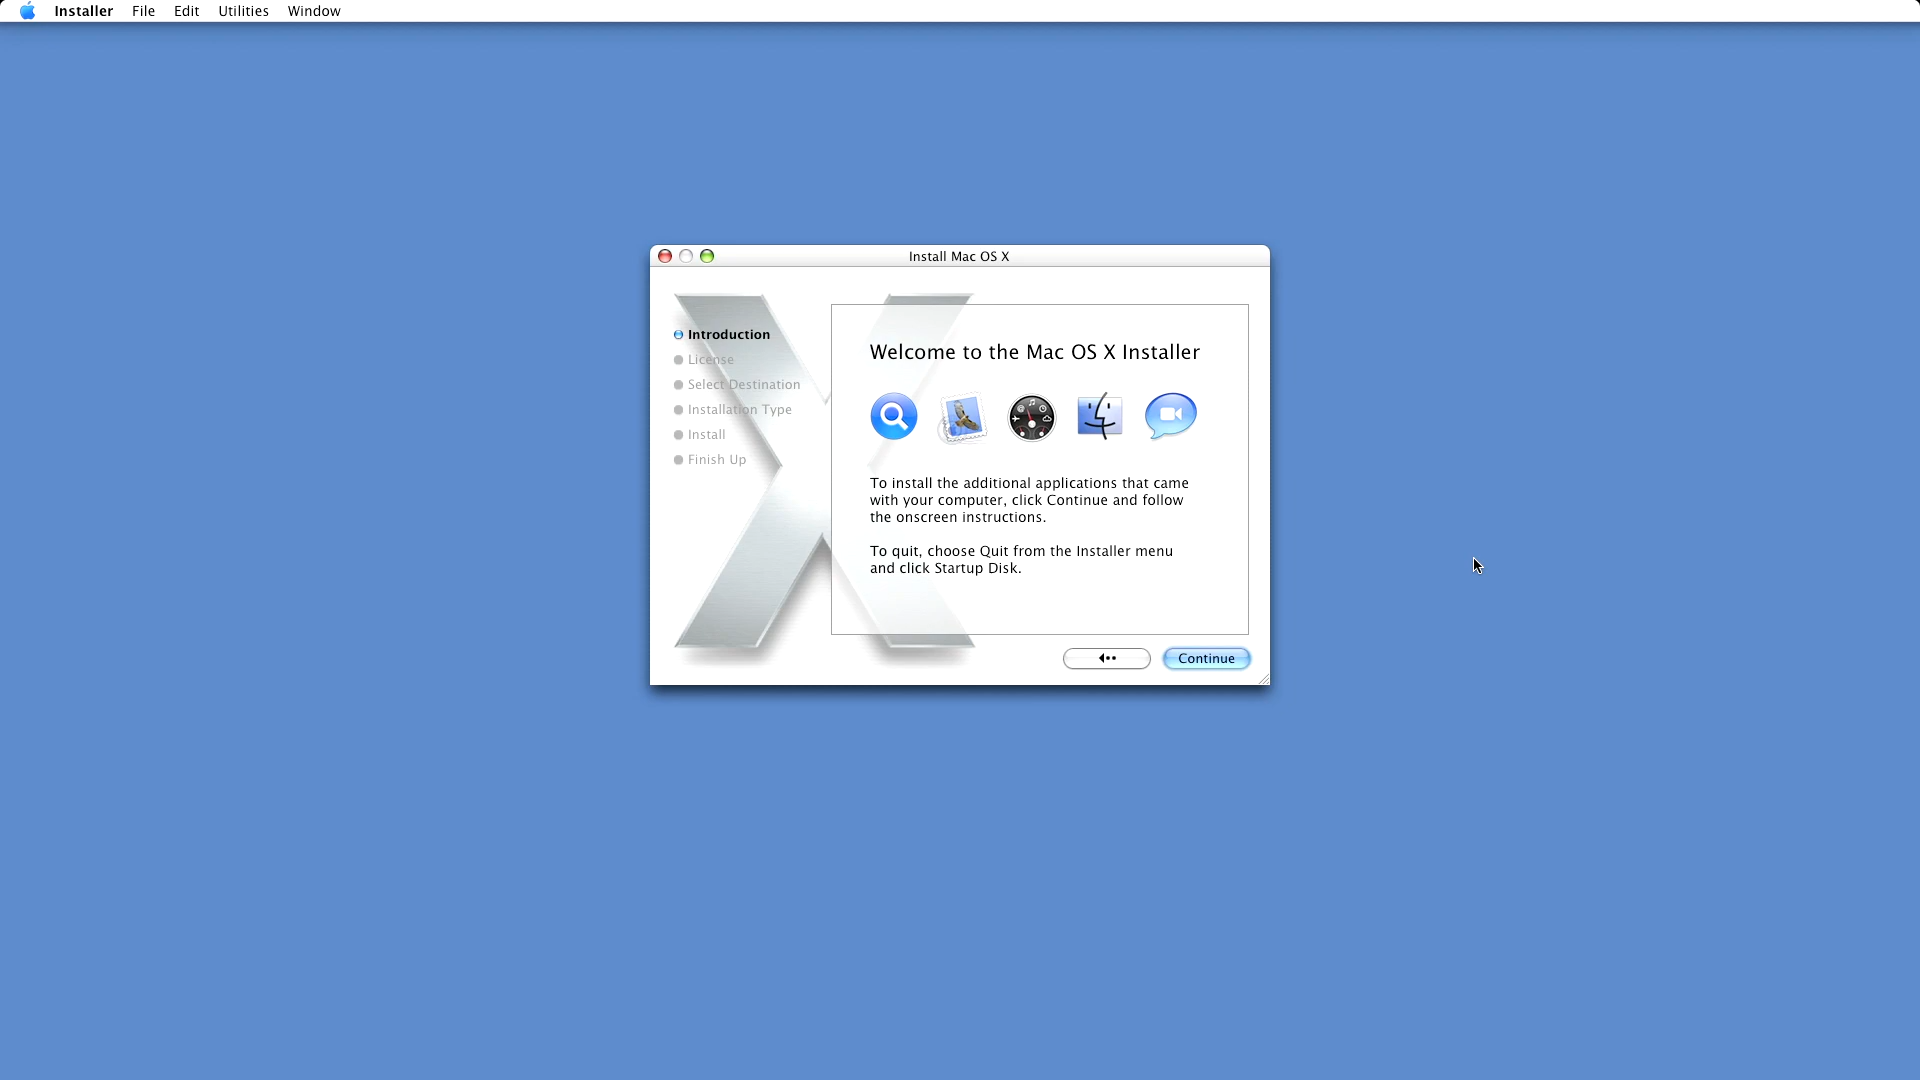 Installer File Edit Utilities Window
Install Mac OS X
Introduction
License
Select Destination
Installation Type
Install
Finish Up
Welcome to the Mac OS X Installer
To install the additional applications that came
with your computer, click Continue and follow
the onscreen instructions.
To quit, choose Quit from the Installer menu
and click Startup Disk.
Continue